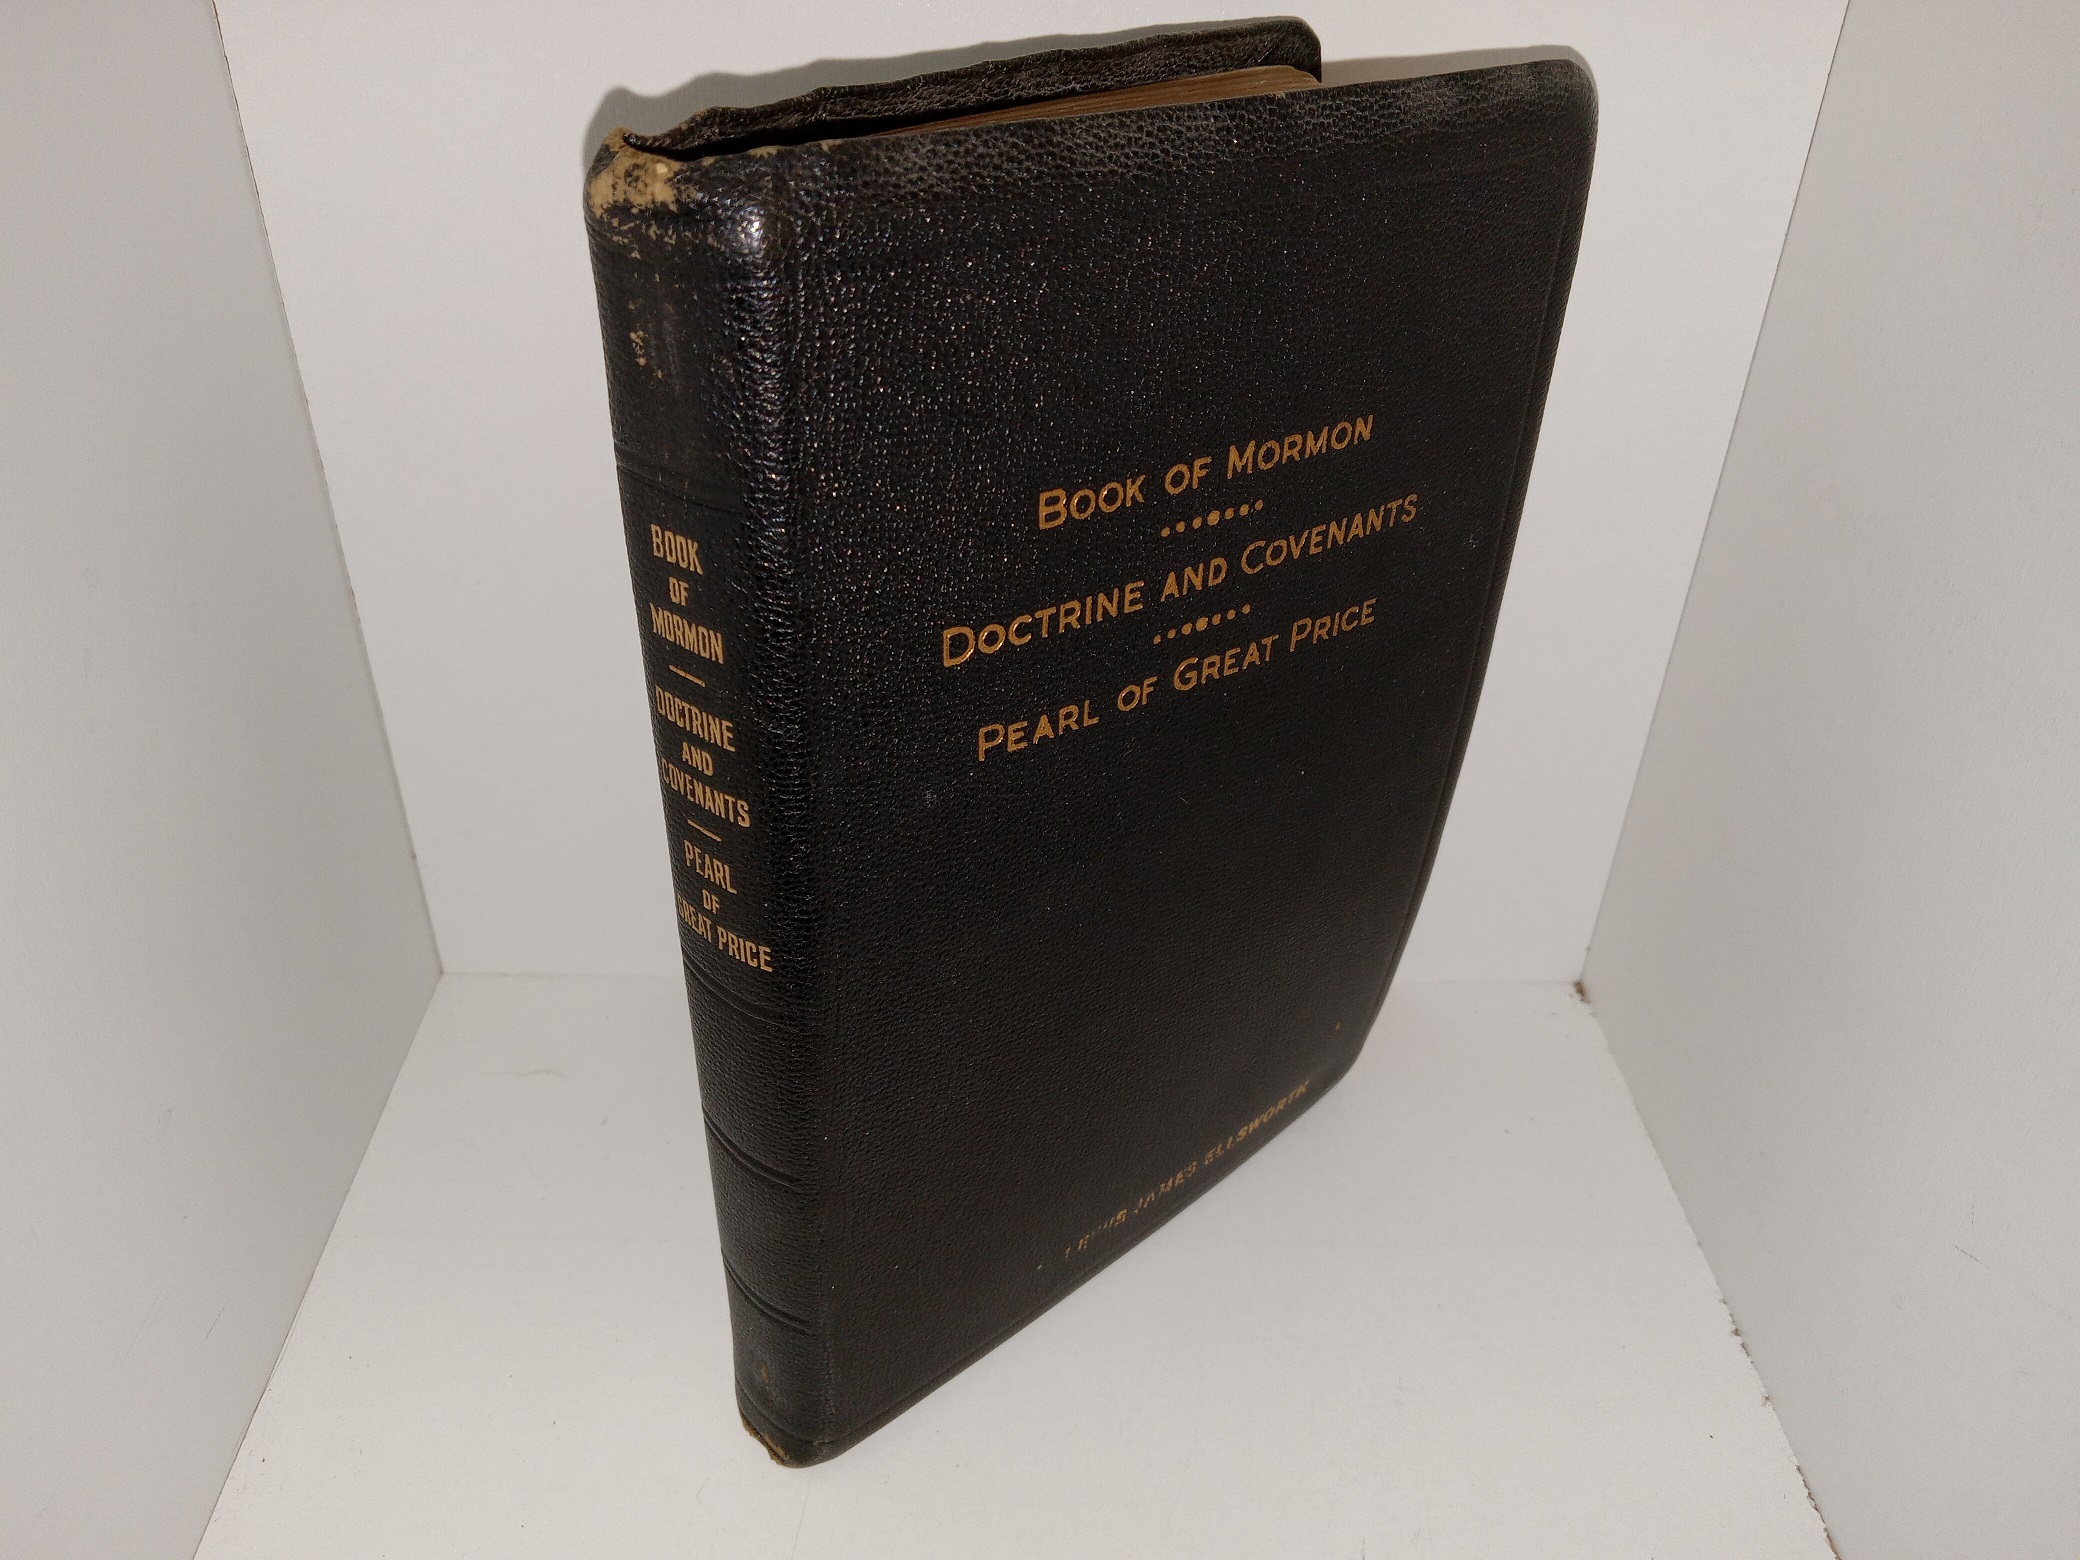 BOOK
OF
MORMON
DOCTRINE
AND
COVENANTS
PEARL
OF
GREAT PRICE
BOOK OF MORMON
DOCTRINE AND COVENANTS
PEARL OF GREAT PRICE
JAMES ELLSWORTH